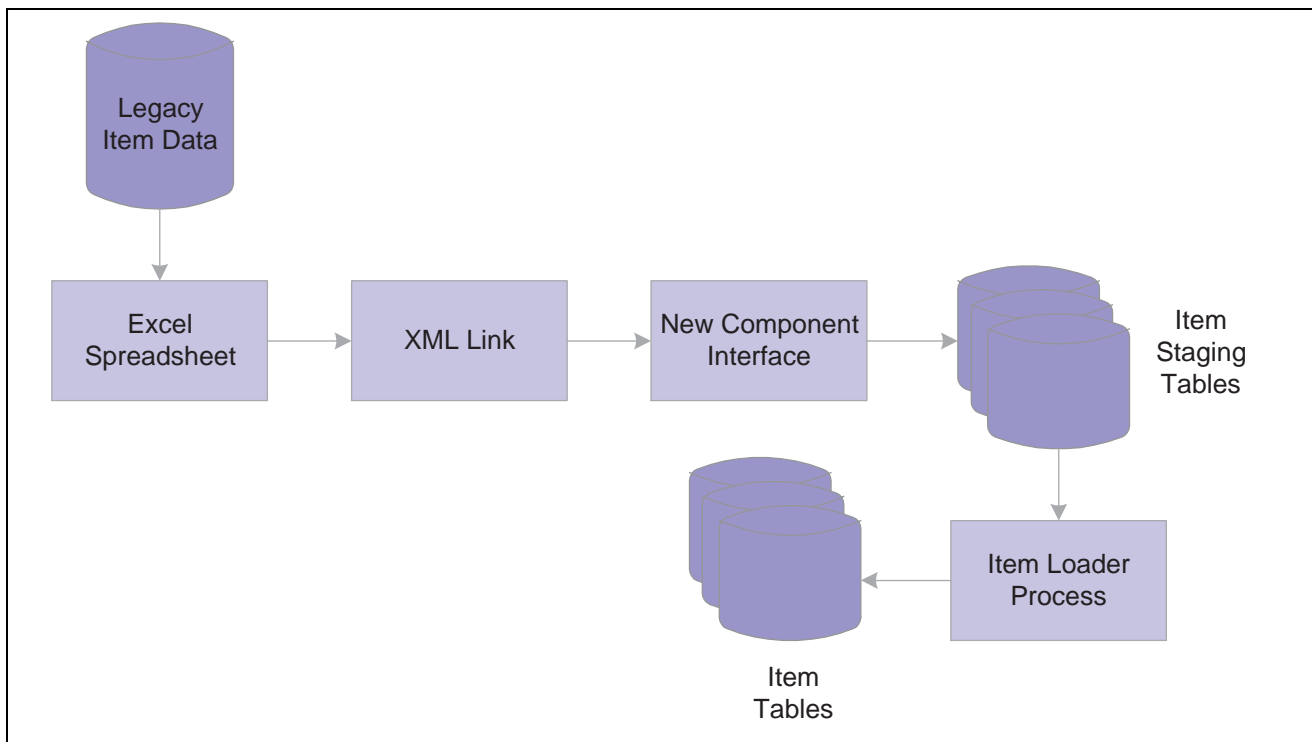 Legacy
Item Data
Excel
Spreadsheet
XML Link
New Component
Interface
Item
Staging
Tables
Item Loader
Process
Item
Tables